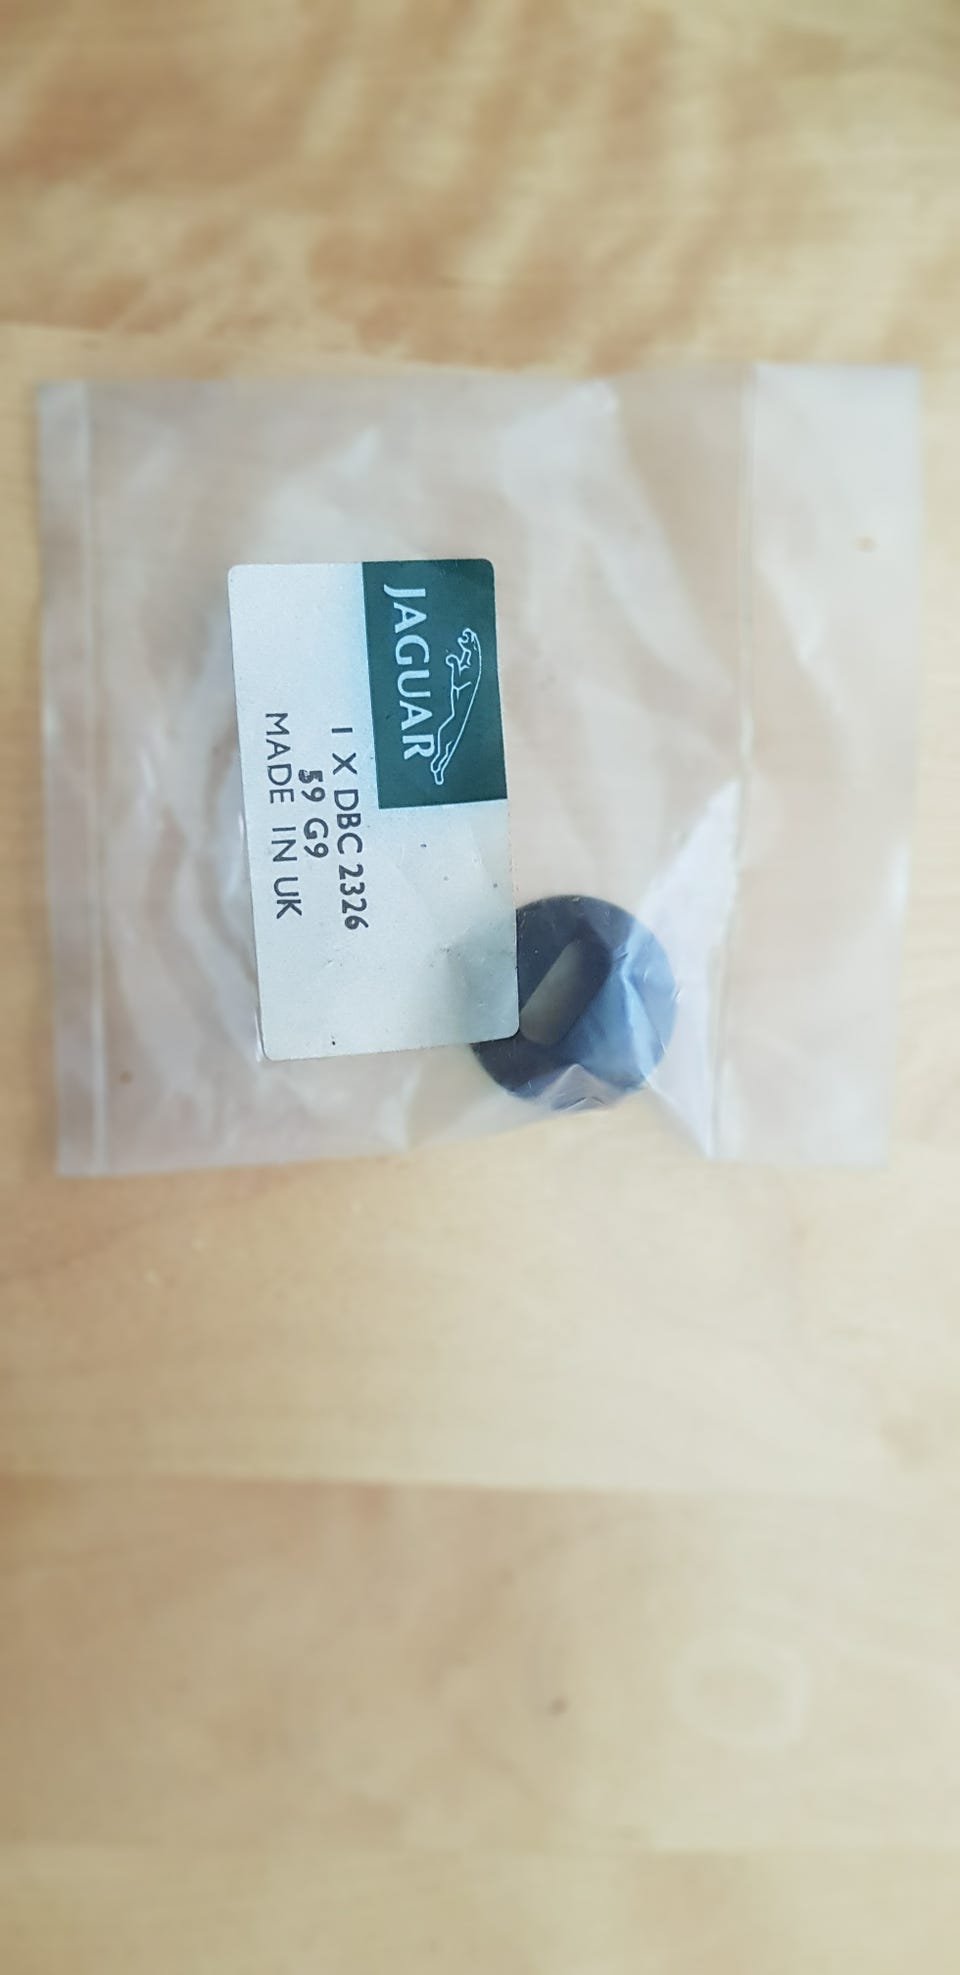 JAGUAR
1 X DBC 2326
59 G9
MADE IN UK